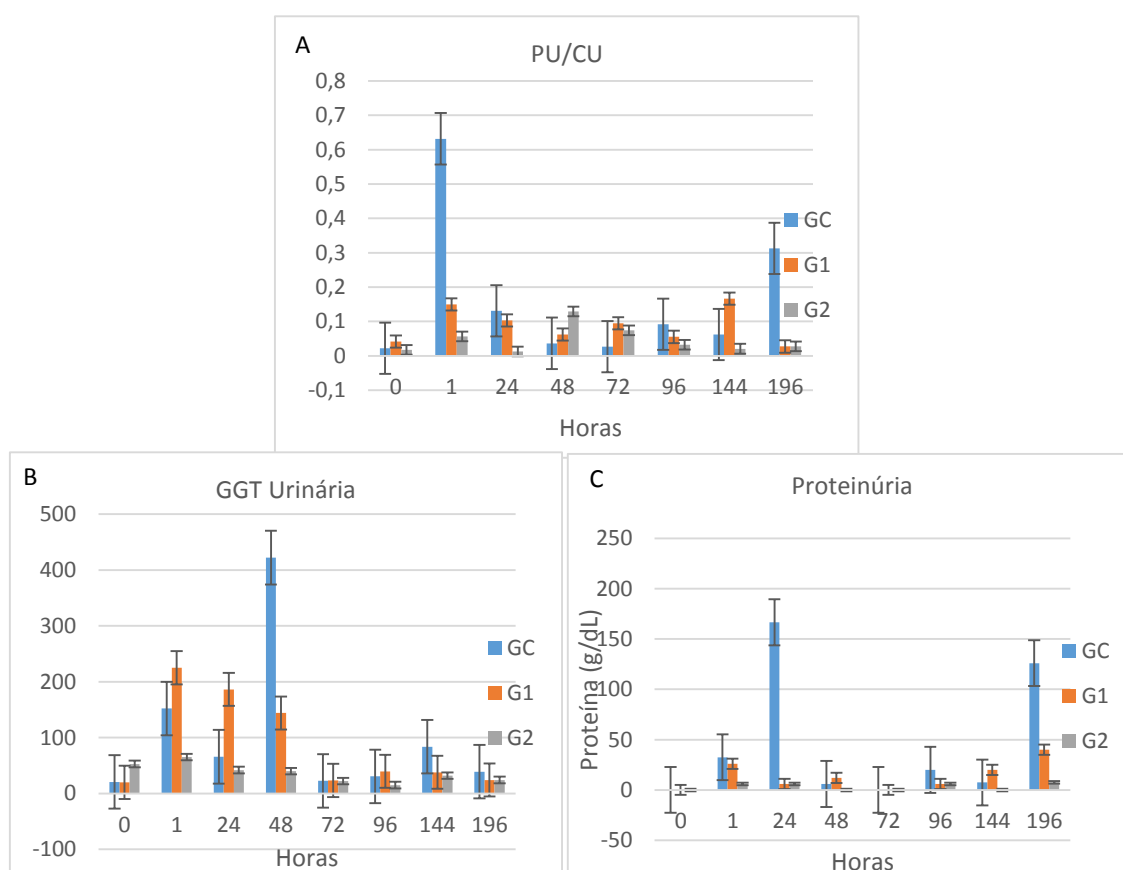 A
PU/CU
0,8
0,7
0,6
0,5
0,4
0,3
0,2
0,1
0
-0,1
0 1 24 48 72 96 144 196
Horas
GC
G1
G2
B
GGT Urinária
500
400
300
200
100
0
-100
0 1 24 48 72 96 144 196
Horas
GC
G1
G2
C
Proteinúria
Proteína (g/dL)
250
200
150
100
50
0
-50
0 1 24 48 72 96 144 196
Horas
GC
G1
G2